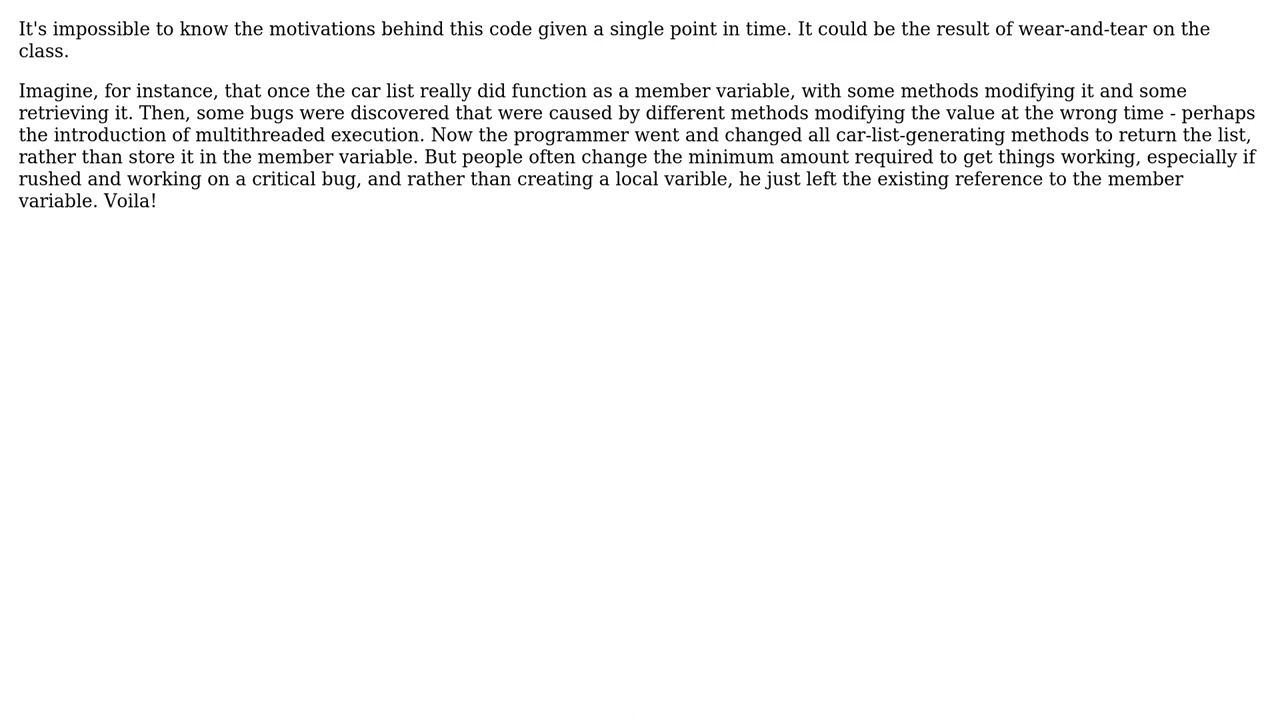 It's impossible to know the motivations behind this code given a single point in time. It could be the result of wear-and-tear on the
class.
Imagine, for instance, that once the car list really did function as a member variable, with some methods modifying it and some
retrieving it. Then, some bugs were discovered that were caused by different methods modifying the value at the wrong time - perhaps
the introduction of multithreaded execution. Now the programmer went and changed all car-list-generating methods to return the list,
rather than store it in the member variable. But people often change the minimum amount required to get things working, especially if
rushed and working on a critical bug, and rather than creating a local varible, he just left the existing reference to the member
variable. Voila!